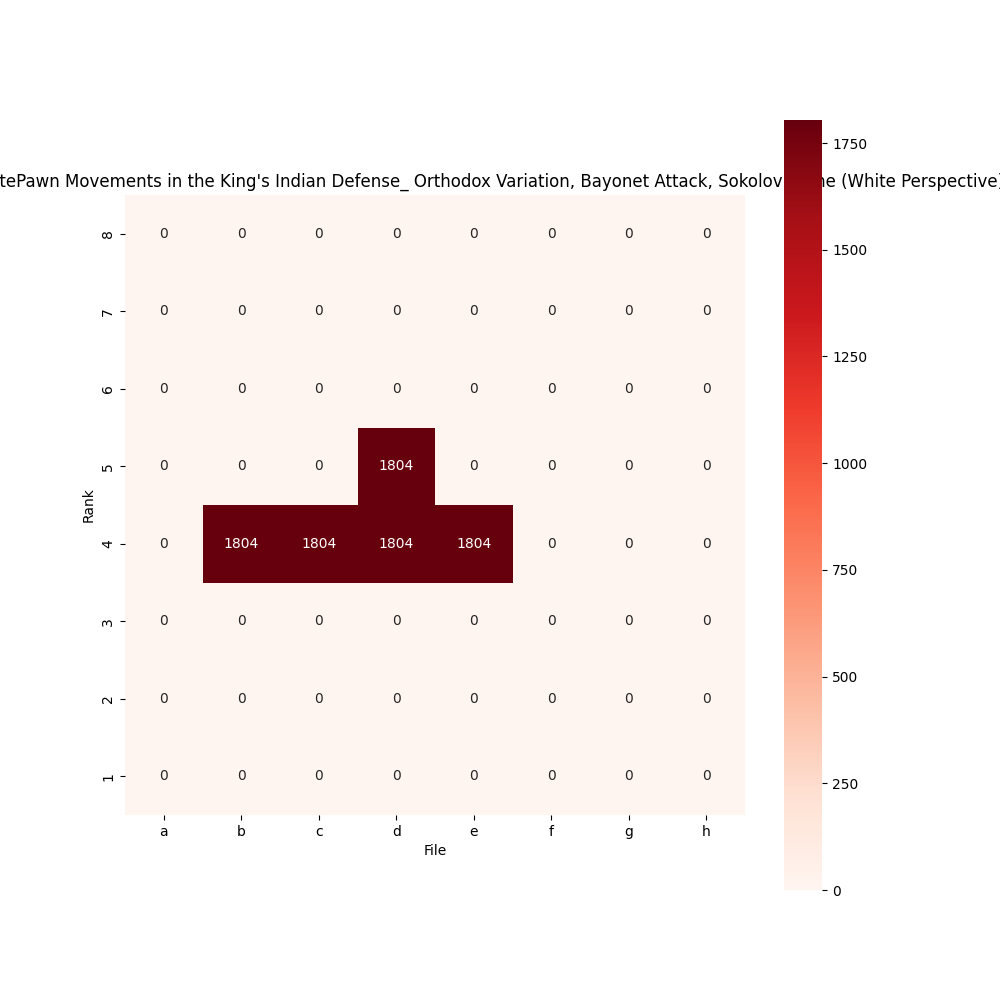 tePawn Movements in the King's Indian Defense_ Orthodox Variation, Bayonet Attack, Sokolov ne (White Perspective)
8 0 0 0 0 0 0 0 0
7 0 0 0 0 0 0 0 0
6 0 0 0 0 0 0 0 0
5 0 0 0 1804 0 0 0 0
Rank
4 0 1804 1804 1804 1804 0 0 0
3 0 0 0 0 0 0 0 0
2 0 0 0 0 0 0 0 0
1 0 0 0 0 0 0 0 0
a b c d e f g h
File
1750
1500
1250
1000
750
500
250
0